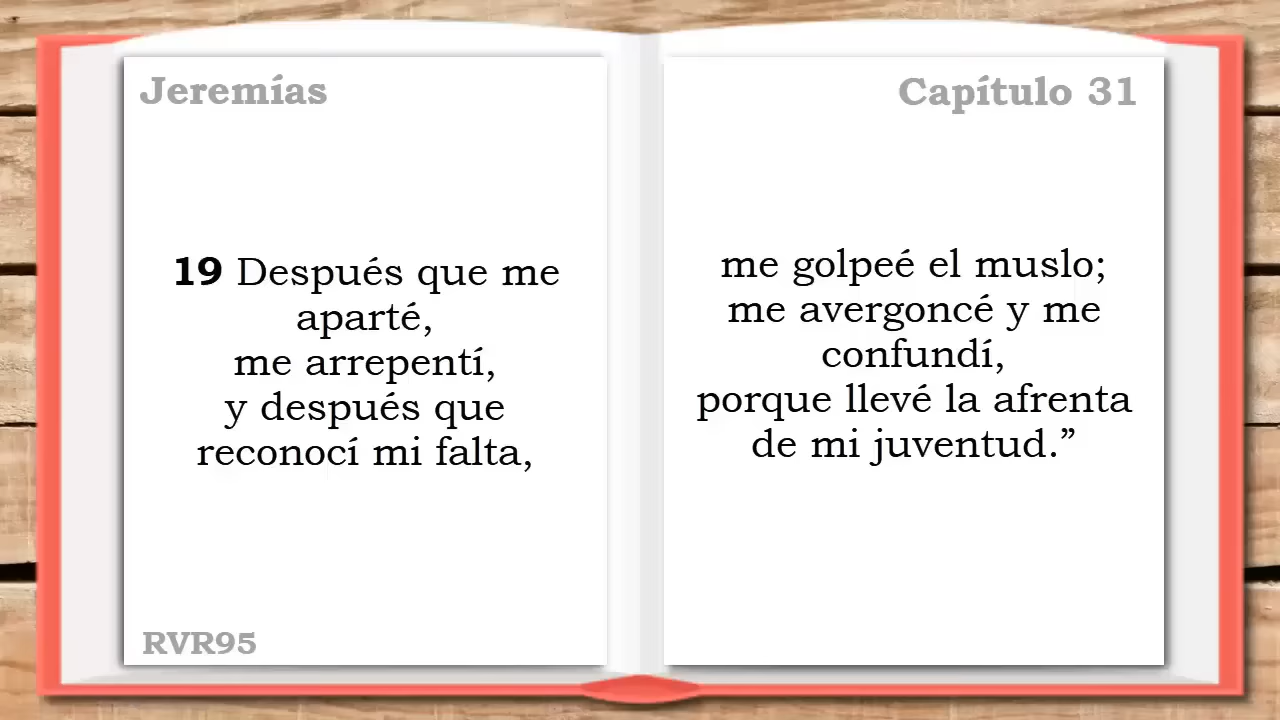 Jeremías
19 Después que me
aparté,
me arrepentí,
y después que
reconocí mi falta,
RVR95
Capítulo 31
me golpeé el muslo;
me avergoncé y me
confundí,
porque llevé la afrenta
de mi juventud.”